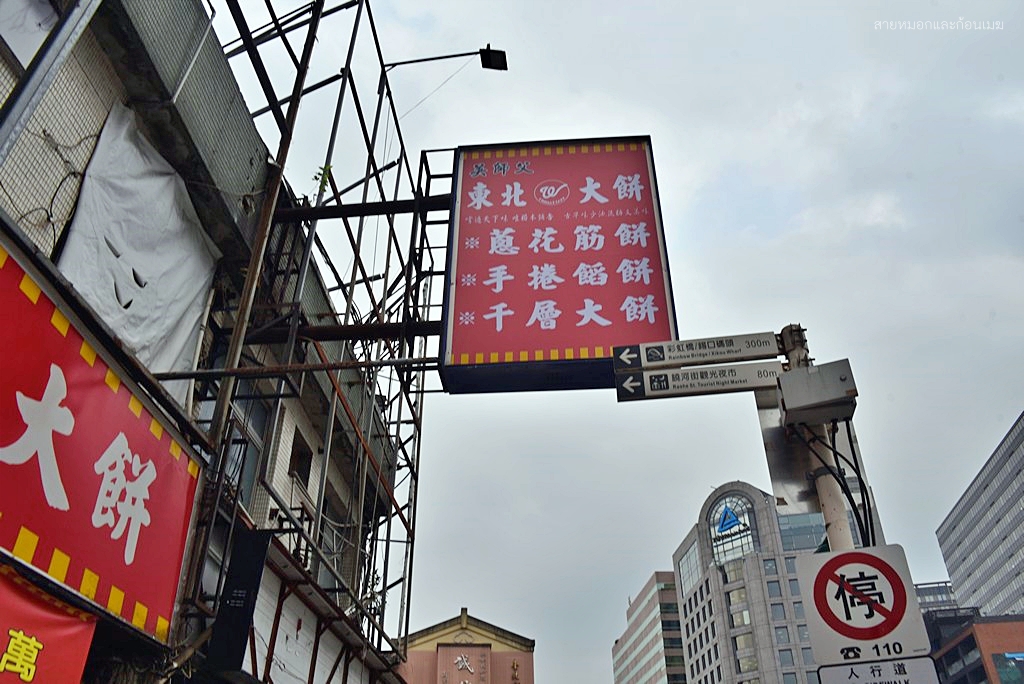 สายหมอกและก้อนเมฆ
吳師父
東北 大餅
※蔥花筋餅
※手捲餡餅
※千層大餅
彩虹橋/錫口碼頭 300m
Rainbow Bridge / Xikou Wharf
饒河街觀光夜市 80m
Raohe St. Tourist Night Market
大餅
萬
停
☎ 110
人行道
SIDEWALK